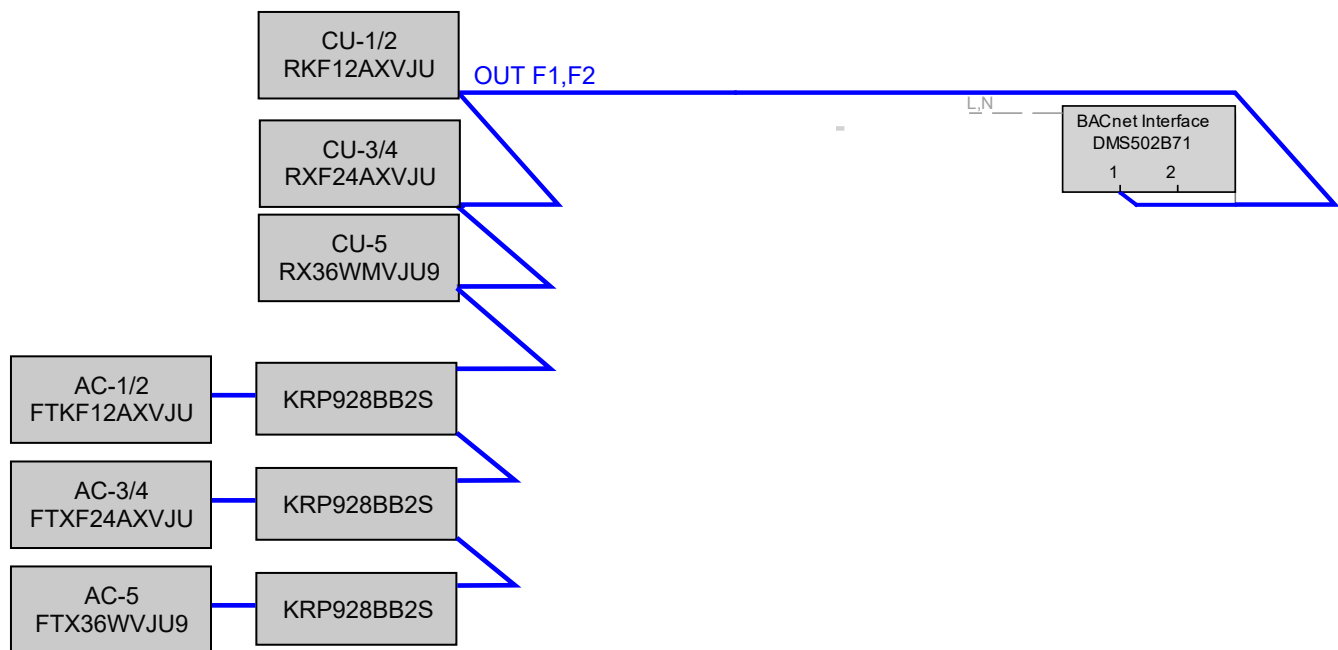 CU-1/2
RKF12AXVJU
OUT F1,F2
L,N
BACnet Interface
DMS502B71
1 2
CU-3/4
RXF24AXVJU
CU-5
RX36WMVJU9
AC-1/2
FTKF12AXVJU
KRP928BB2S
AC-3/4
FTXF24AXVJU
KRP928BB2S
AC-5
FTX36WVJU9
KRP928BB2S